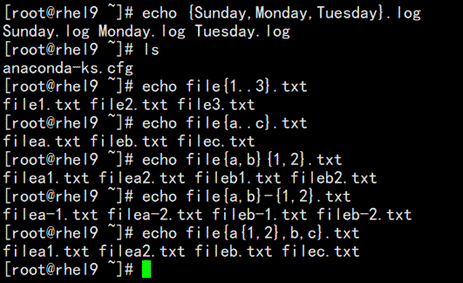 [root@rhel9 ~]# echo {Sunday,Monday,Tuesday}.log
Sunday.log Monday.log Tuesday.log
[root@rhel9 ~]# ls
anaconda-ks.cfg
[root@rhel9 ~]# echo file{1..3}.txt
file1.txt file2.txt file3.txt
[root@rhel9 ~]# echo file{a..c}.txt
filea.txt fileb.txt filec.txt
[root@rhel9 ~]# echo file{a,b}{1,2}.txt
filea1.txt filea2.txt fileb1.txt fileb2.txt
[root@rhel9 ~]# echo file{a,b}-{1,2}.txt
filea-1.txt filea-2.txt fileb-1.txt fileb-2.txt
[root@rhel9 ~]# echo file{a{1,2},b,c}.txt
filea1.txt filea2.txt fileb.txt filec.txt
[root@rhel9 ~]#